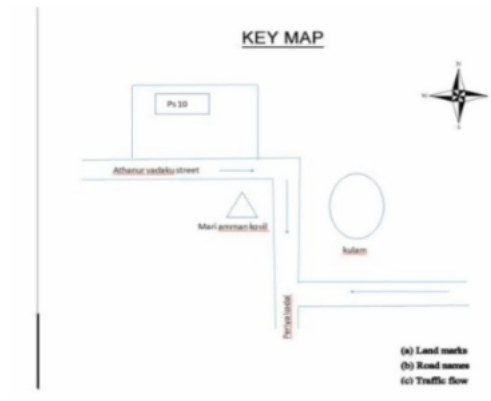 KEY MAP
N
W
S
Ps 10
Athanur vadaku street
Mari amman kovil
kulam
(a) Land marks
(b) Road names
(c) Traffic flow